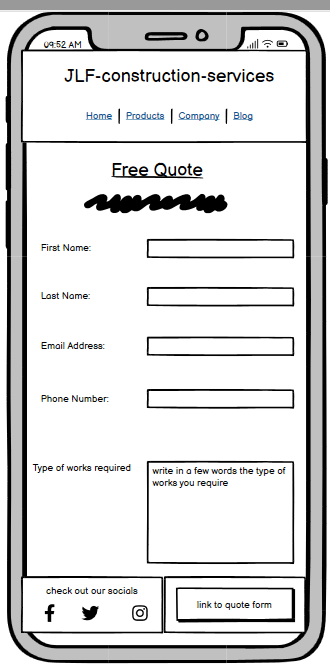 09:52 AM
JLF-construction-services
Home | Products | Company | Blog
Free Quote
First Name:
Last Name:
Email Address:
Phone Number:
Type of works required
write in a few words the type of
works you require
check out our socials
link to quote form